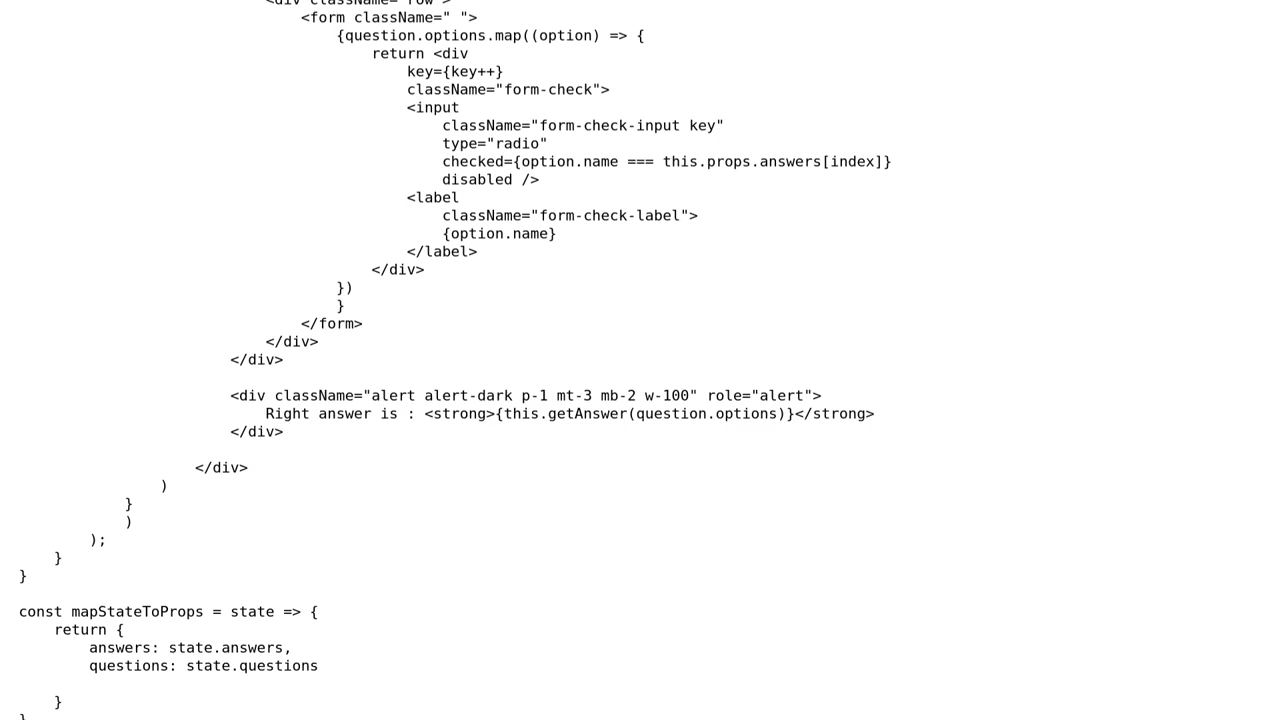 <div className="row">
<form className=" ">
{question.options.map((option) => {
return <div
key={key++}
className="form-check">
<input
className="form-check-input key"
type="radio"
checked={option.name === this.props.answers[index]}
disabled />
<label
className="form-check-label">
{option.name}
</label>
</div>
})
}
</form>
</div>
</div>
<div className="alert alert-dark p-1 mt-3 mb-2 w-100" role="alert">
Right answer is : <strong>{this.getAnswer(question.options)}</strong>
</div>
</div>
)
}
)
);
}
}
const mapStateToProps = state => {
return {
answers: state.answers,
questions: state.questions
}
}